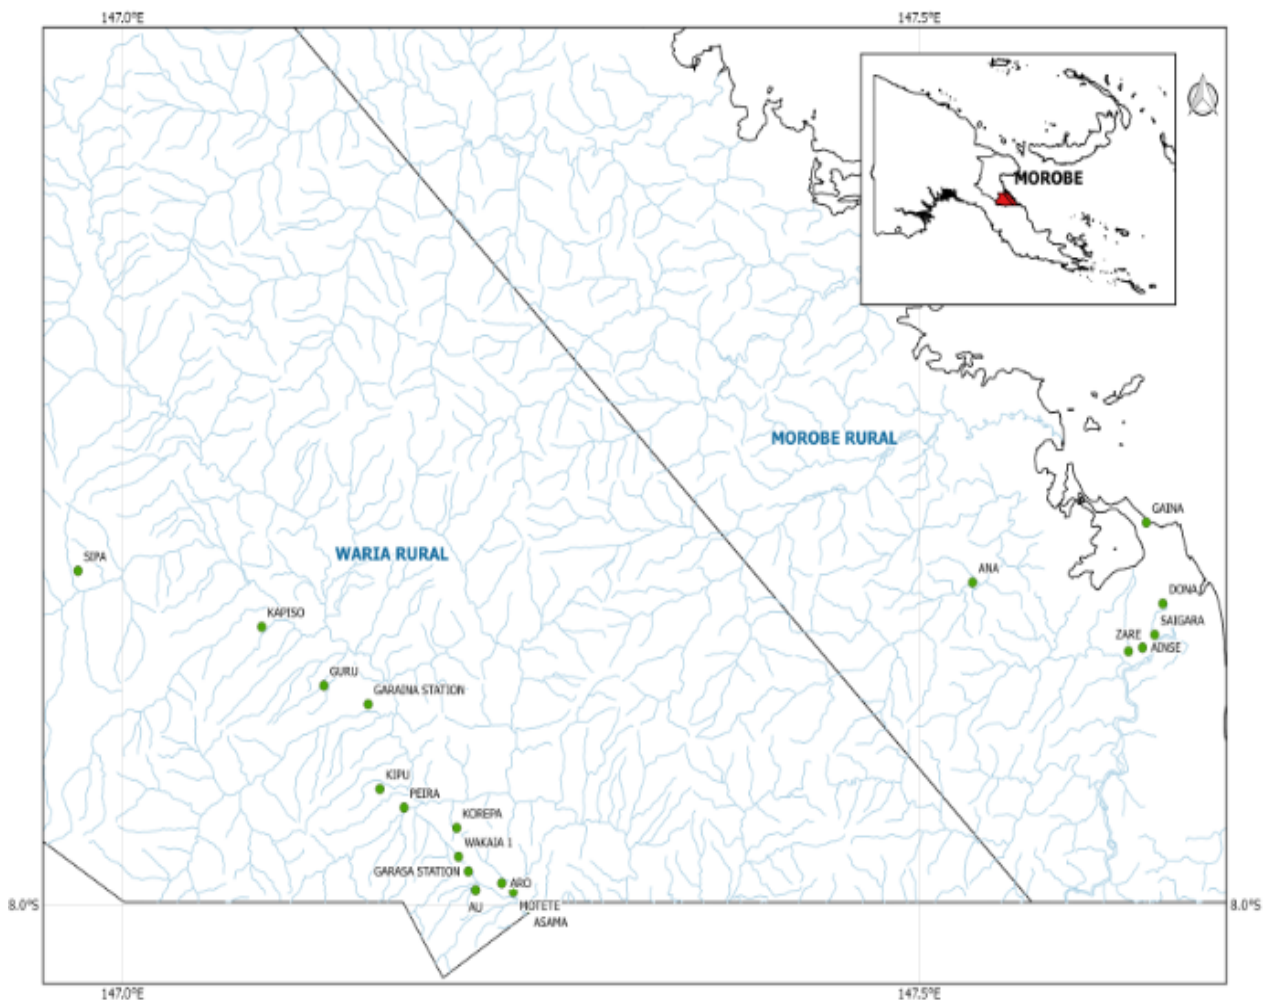 147.0°E
147.5°E
MOROBE
MOROBE RURAL
GAINA
WARIA RURAL
SIPA
ANA
DONA
KAPISO
SAIGARA
ZARE
AINSE
GURU
GARAINA STATION
KIPU
PEIRA
KOREPA
WAKAIA 1
GARASA STATION
ARO
AU
MOTETE
8.0°S
8.0°S
ASAMA
147.0°E
147.5°E